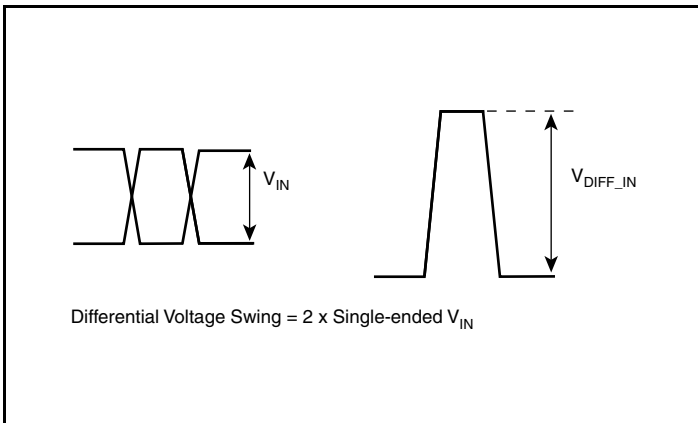 V_IN
V_DIFF_IN
Differential Voltage Swing = 2 x Single-ended V_IN